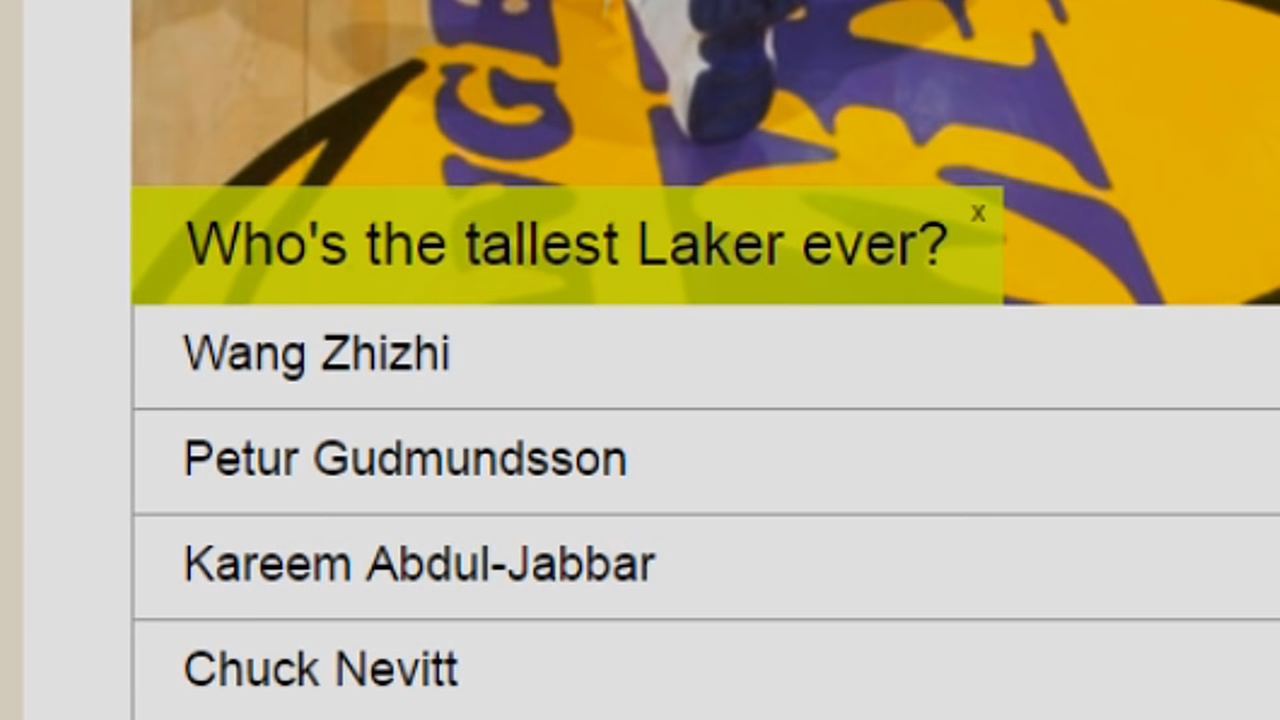 Who's the tallest Laker ever?
x
Wang Zhizhi
Petur Gudmundsson
Kareem Abdul-Jabbar
Chuck Nevitt